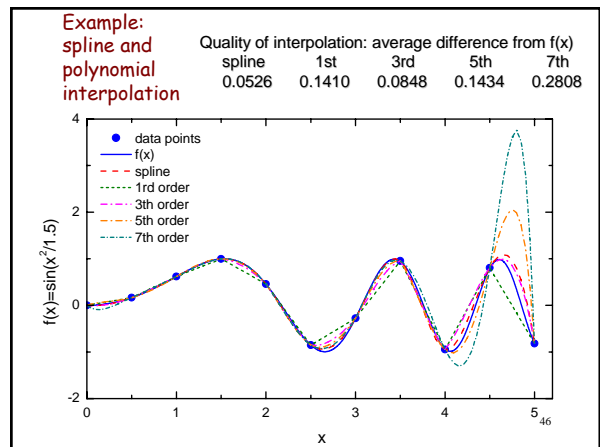 Example:
spline and
polynomial
interpolation
Quality of interpolation: average difference from f(x)
spline 1st 3rd 5th 7th
0.0526 0.1410 0.0848 0.1434 0.2808
data points
f(x)
spline
1rd order
3th order
5th order
7th order
f(x)=sin(x²/1.5)
4
2
0
-2
0 1 2 3 4 5
x
46